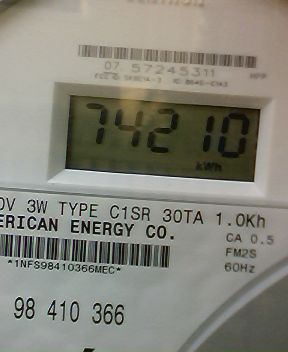 07 57245311
HPP
74210
kWh
0V 3W TYPE C1SR 30TA 1.0Kh
ERICAN ENERGY CO.
CA 0.5
FM2S
60Hz
*1NFS98410366MEC*
98 410 366